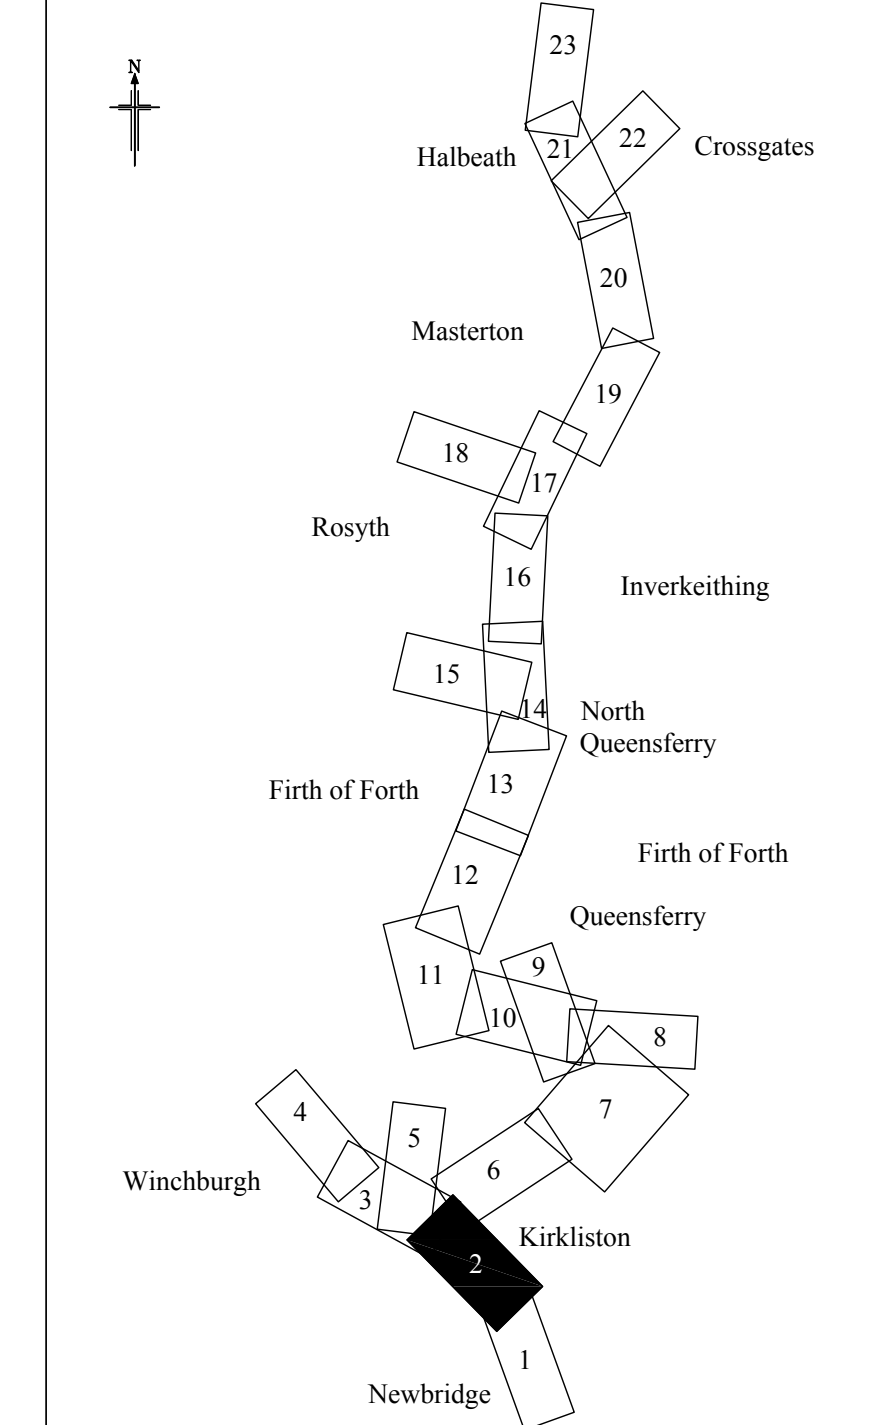 23
N
22
Crossgates
21
Halbeath
20
Masterton
19
18
17
Rosyth
16
Inverkeithing
15
14
North
Queensferry
13
Firth of Forth
Firth of Forth
12
Queensferry
9
11
10
8
7
4
5
6
Winchburgh
3
Kirkliston
2
1
Newbridge